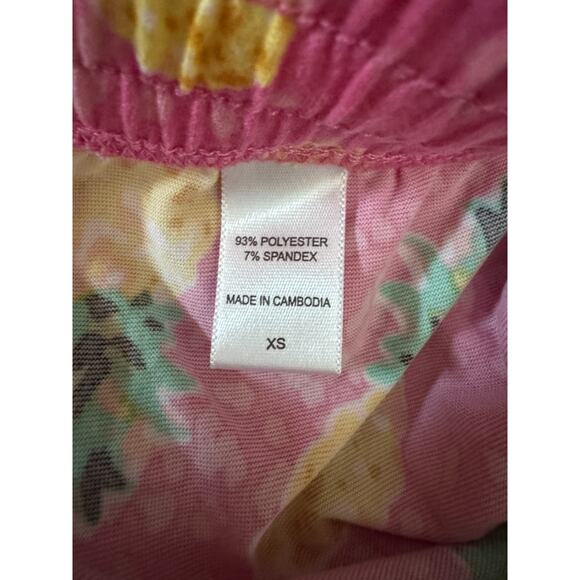 93% POLYESTER
7% SPANDEX
MADE IN CAMBODIA
XS